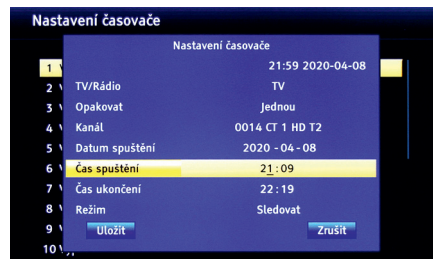 Nastavení časovače
Nastavení časovače
21:59 2020-04-08
1
2 TV/Rádio TV
3 Opakovat Jednou
4 Kanál 0014 CT 1 HD T2
5 Datum spuštění 2020 -04-08
6 Čas spuštění 21:09
7 Čas ukončení 22:19
8 Režim Sledovat
9 Uložit Zrušit
10